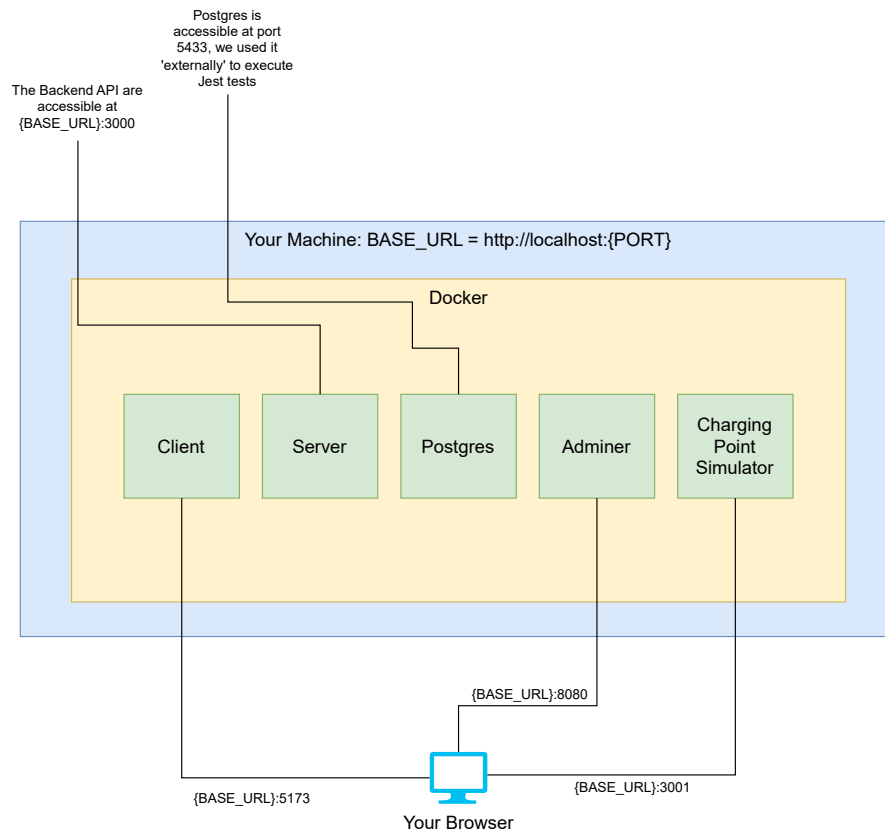 Postgres is
accessible at port
5433, we used it
'externally' to execute
Jest tests
The Backend API are
accessible at
{BASE_URL}:3000
Your Machine: BASE_URL = http://localhost:{PORT}
Docker
Client
Server
Postgres
Adminer
Charging
Point
Simulator
{BASE_URL}:8080
{BASE_URL}:5173
{BASE_URL}:3001
Your Browser